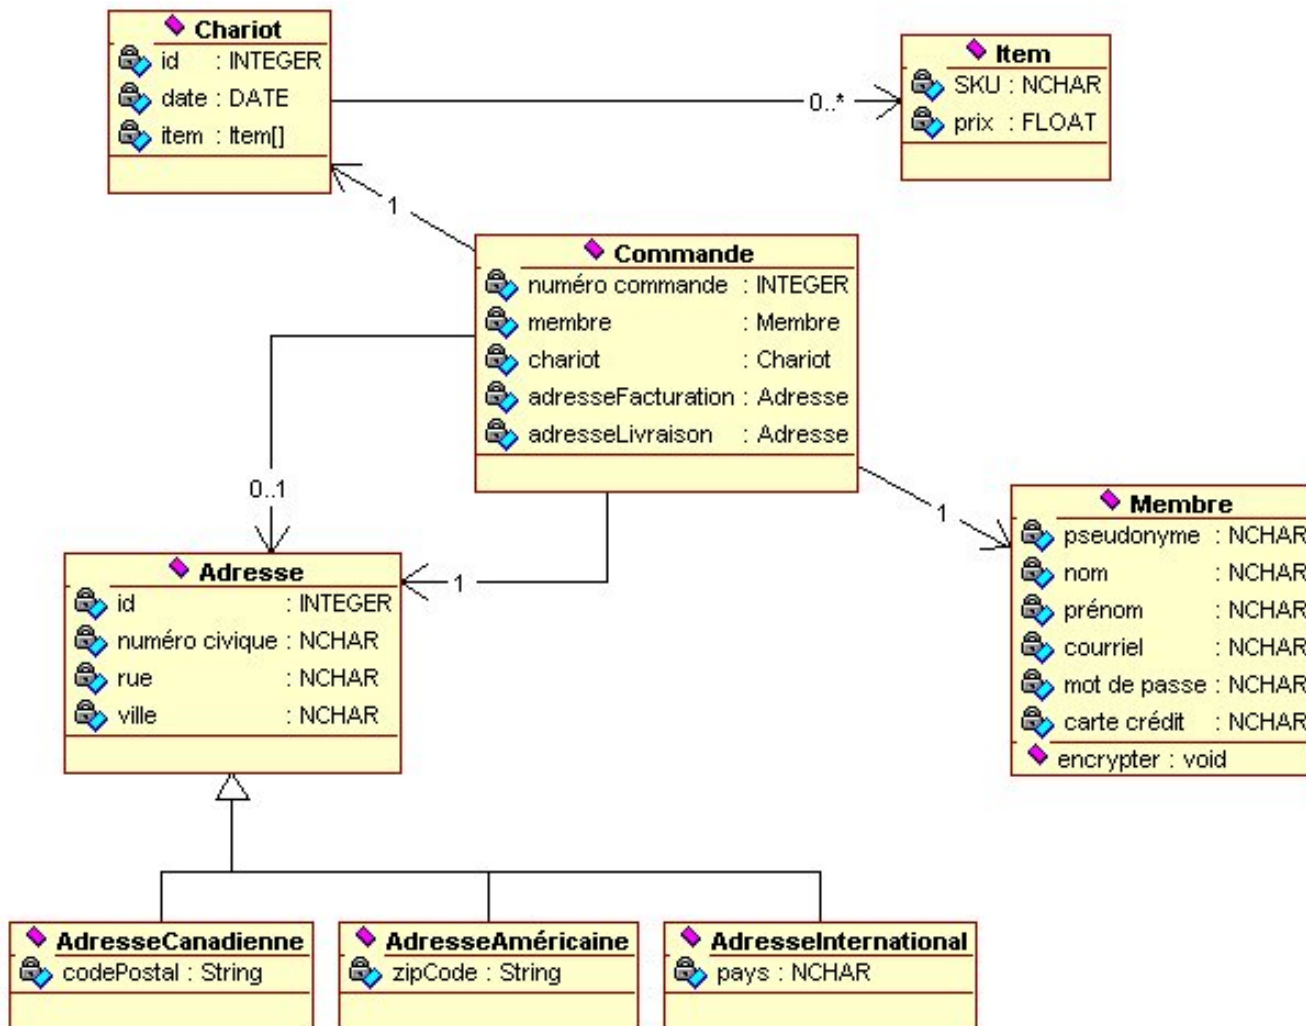 Chariot
id : INTEGER
date : DATE
item : Item[]
Item
SKU : NCHAR
prix : FLOAT
0..*
1
Commande
numéro commande : INTEGER
membre : Membre
chariot : Chariot
adresseFacturation : Adresse
adresseLivraison : Adresse
0..1
1
1
Membre
pseudonyme : NCHAR
nom : NCHAR
prénom : NCHAR
courriel : NCHAR
mot de passe : NCHAR
carte crédit : NCHAR
encrypter : void
Adresse
id : INTEGER
numéro civique : NCHAR
rue : NCHAR
ville : NCHAR
AdresseCanadienne
codePostal : String
AdresseAméricaine
zipCode : String
AdresseInternational
pays : NCHAR